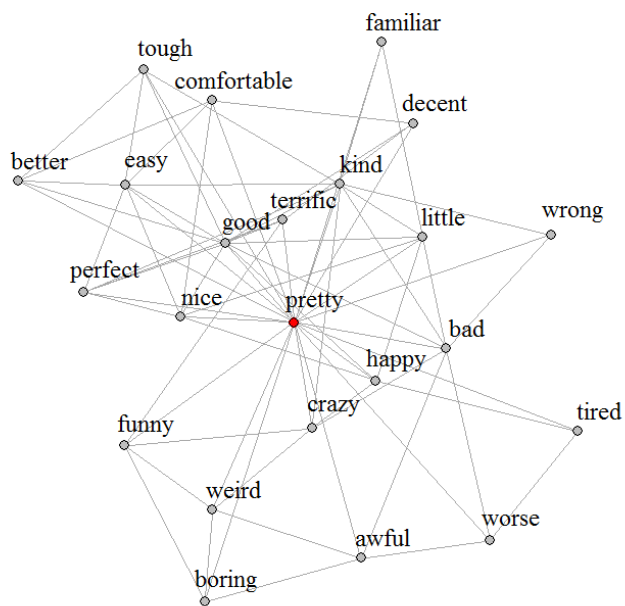 familiar
tough
comfortable
decent
better
easy
kind
terrific
good
little
wrong
perfect
nice
pretty
bad
happy
crazy
funny
tired
weird
worse
awful
boring